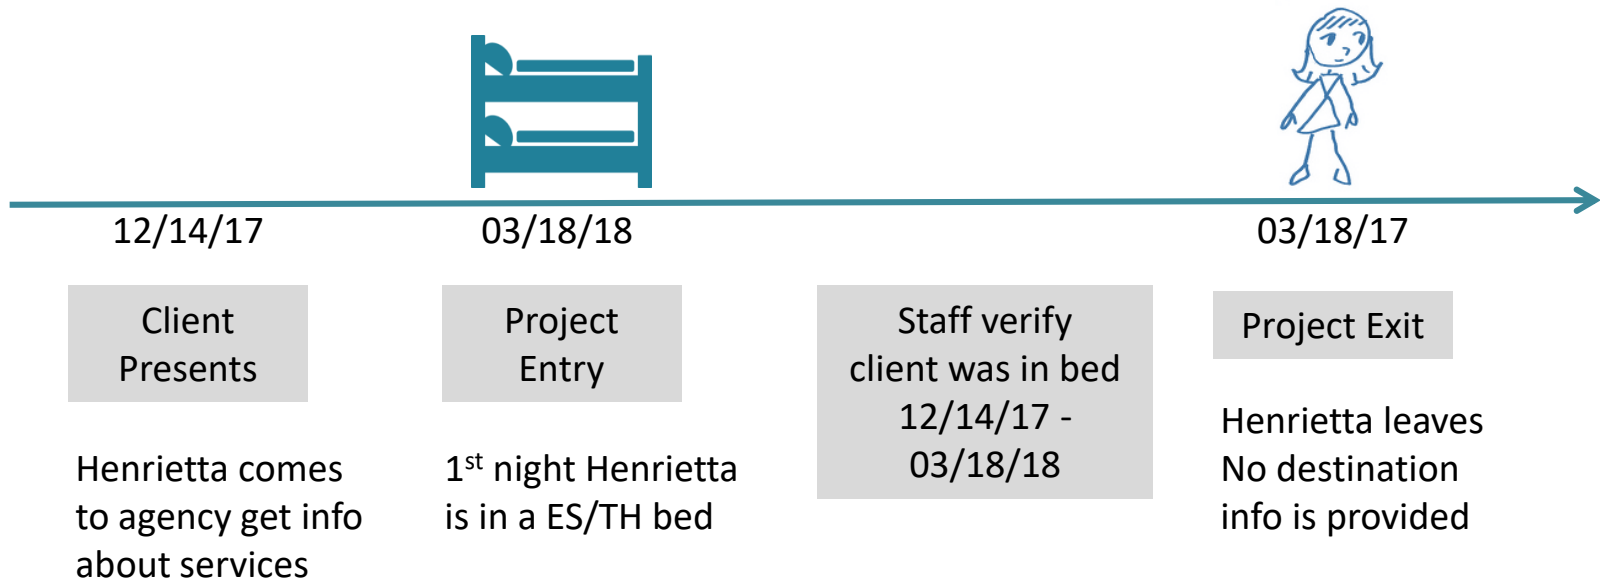 12/14/17
03/18/18
03/18/17
Client
Presents
Project
Entry
Staff verify
client was in bed
12/14/17 -
03/18/18
Project Exit
Henrietta comes
to agency get info
about services
1st night Henrietta
is in a ES/TH bed
Henrietta leaves
No destination
info is provided